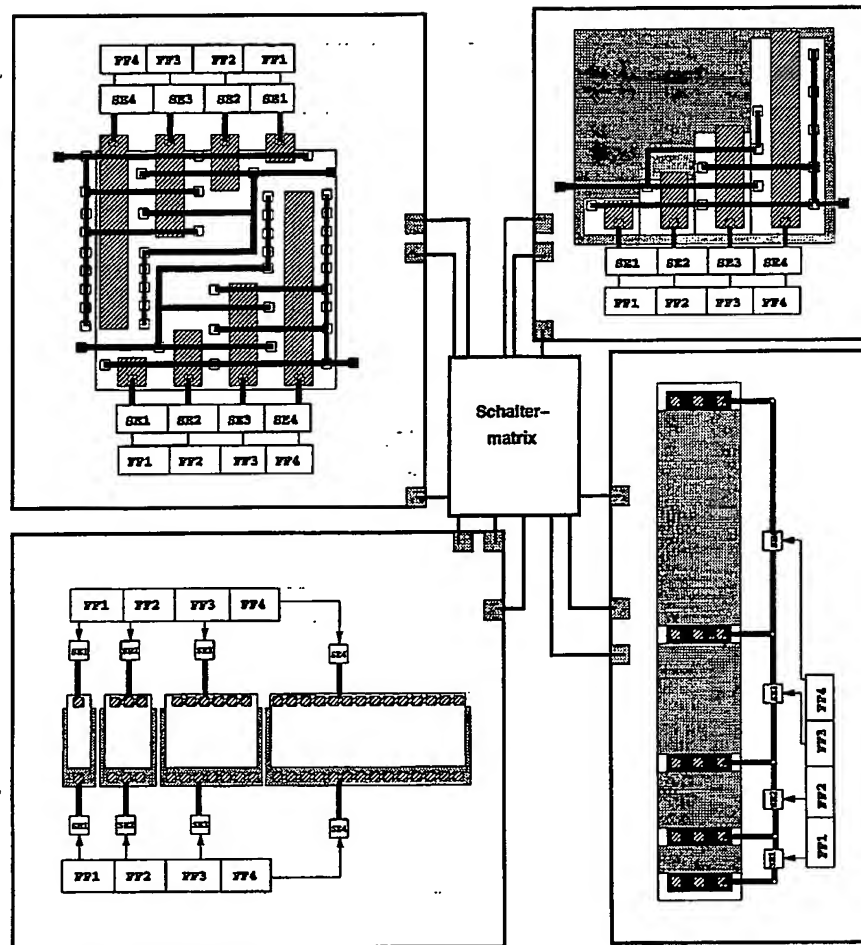 FF4 FF3 FF2 FF1
SE4 SE3 SE2 SE1
SE1 SE2 SE3 SE4
FF1 FF2 FF3 FF4
SE1 SE2 SE3 SE4
FF1 FF2 FF3 FF4
Schalter-
matrix
FF1 FF2 FF3 FF4
SE4
SE4
FF1 FF2 FF3 FF4
FF4
FF3
FF2
FF1